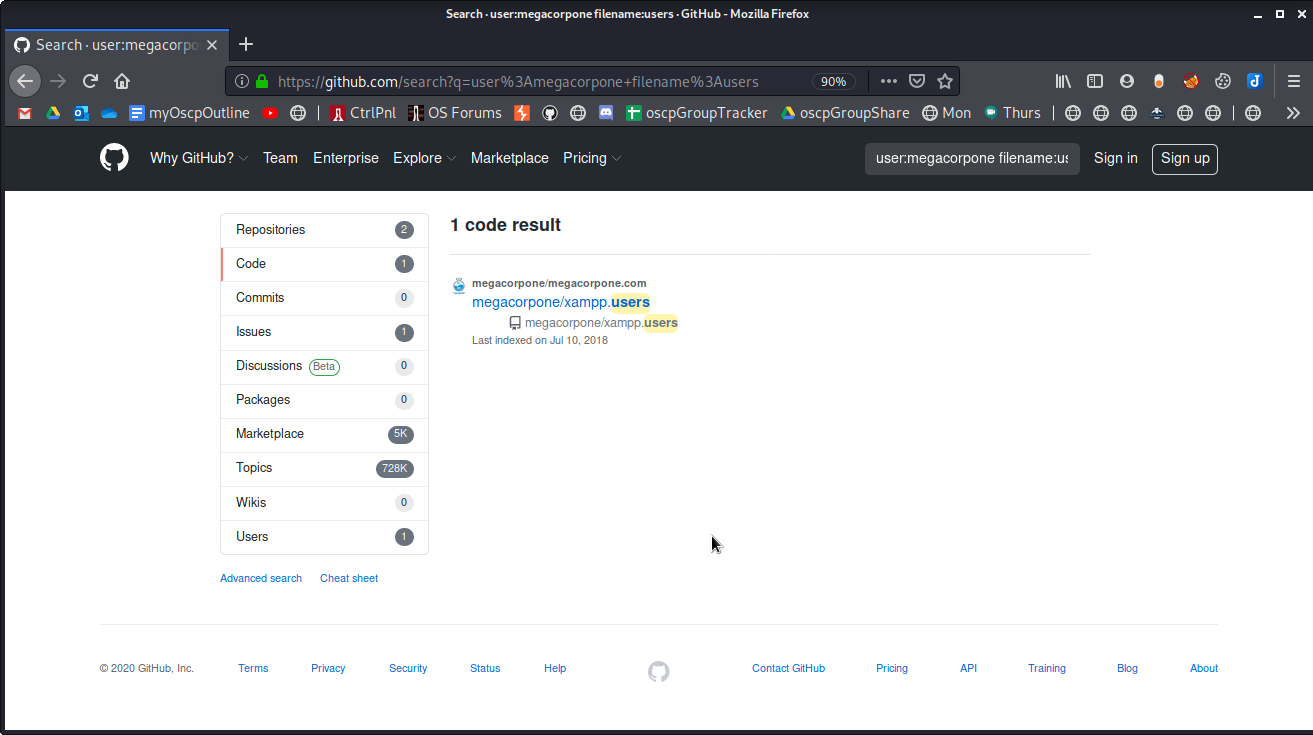 Search · user:megacorpone filename:users · GitHub - Mozilla Firefox
Search · user:megacorpo
https://github.com/search?q=user%3Amegacorpone+filename%3Ausers 90%
myOscpOutline CtrlPnl OS Forums oscpGroupTracker oscpGroupShare Mon Thurs
Why GitHub? Team Enterprise Explore Marketplace Pricing user:megacorpone filename:us Sign in Sign up
Repositories 2
Code 1
Commits 0
Issues 1
Discussions Beta 0
Packages 0
Marketplace 5K
Topics 728K
Wikis 0
Users 1
Advanced search Cheat sheet
1 code result
megacorpone/megacorpone.com
megacorpone/xampp.users
megacorpone/xampp.users
Last indexed on Jul 10, 2018
© 2020 GitHub, Inc. Terms Privacy Security Status Help Contact GitHub Pricing API Training Blog About